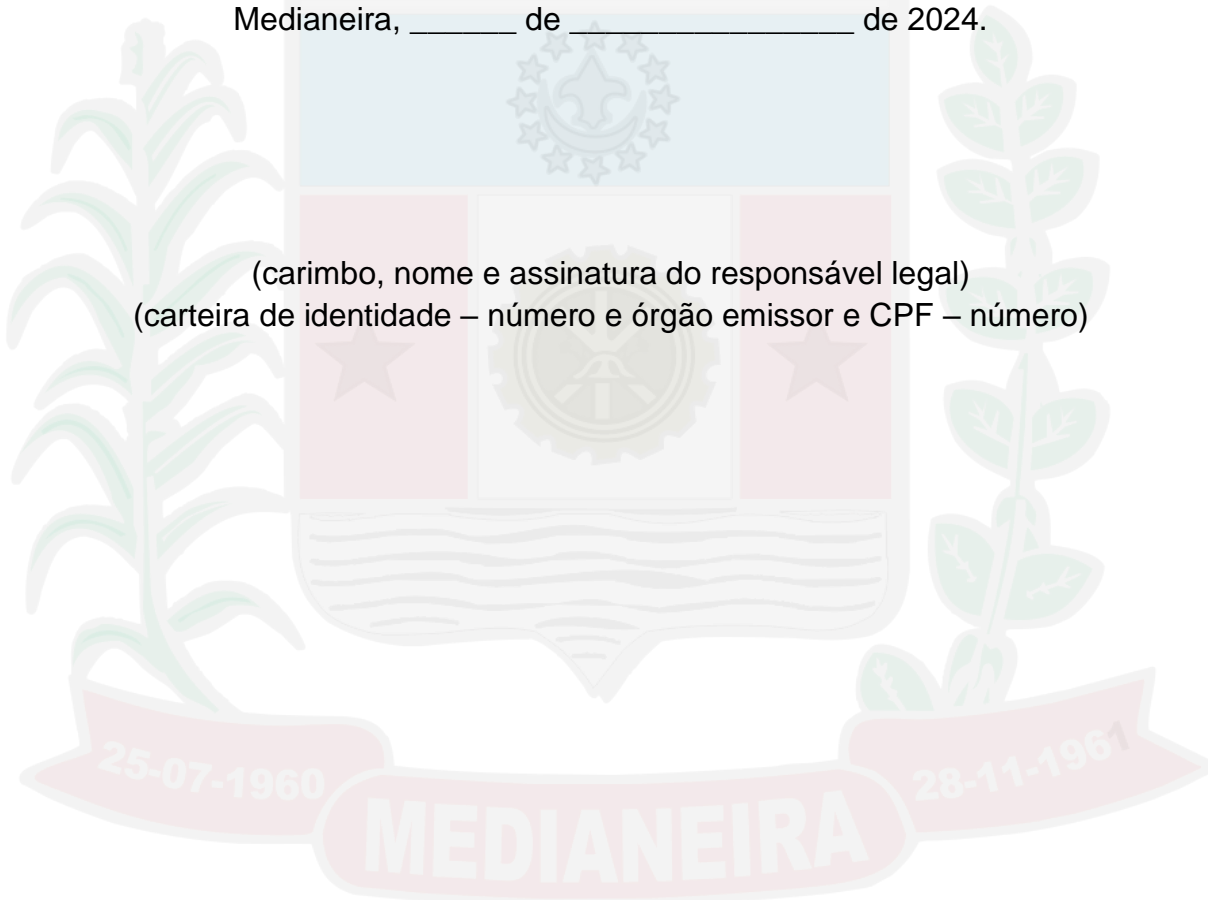 Medianeira, ______ de ________________ de 2024.
(carimbo, nome e assinatura do responsável legal)
(carteira de identidade – número e órgão emissor e CPF – número)
25-07-1960
28-11-1961
MEDIANEIRA